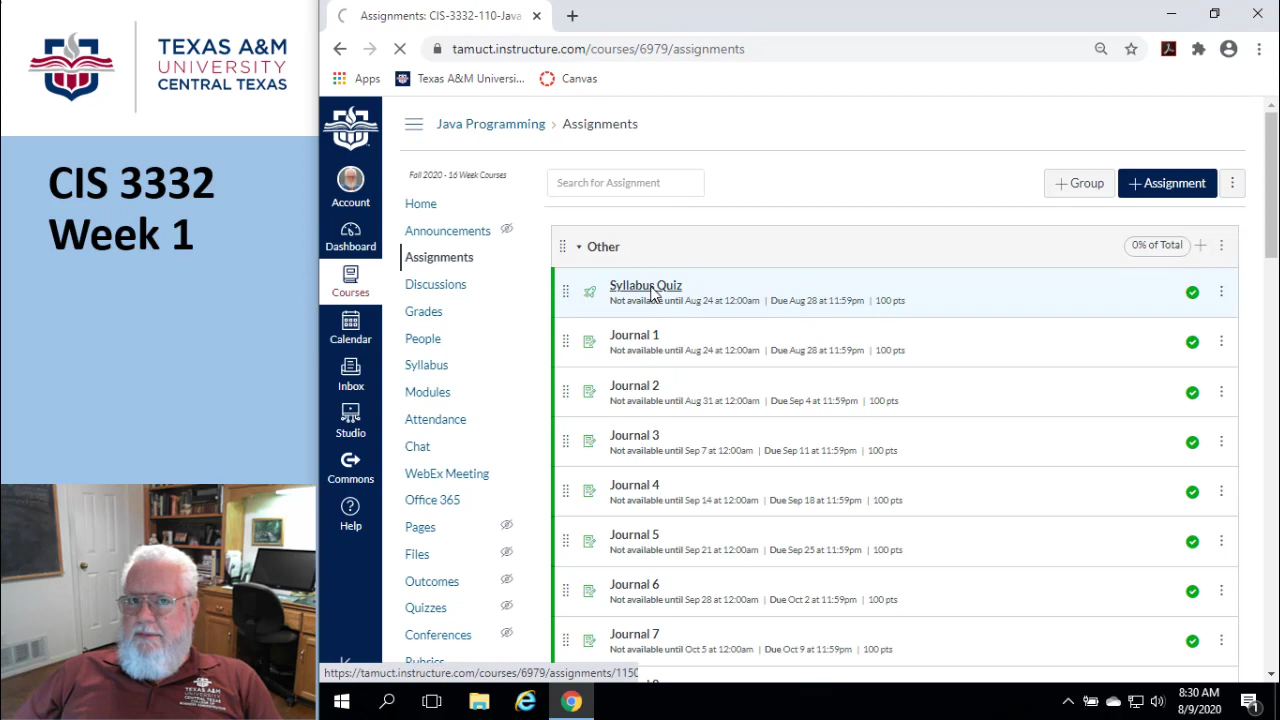 TEXAS A&M
UNIVERSITY
CENTRAL TEXAS
CIS 3332
Week 1
Assignments: CIS-3332-110-Java
tamuct.instructure.com/courses/6979/assignments
Apps
Texas A&M Universi...
Canvas
Account
Dashboard
Courses
Calendar
Inbox
Studio
Commons
Help
Java Programming > Assignments
Fall 2020 - 16 Week Courses
Home
Announcements
Assignments
Discussions
Grades
People
Syllabus
Modules
Attendance
Chat
WebEx Meeting
Office 365
Pages
Files
Outcomes
Quizzes
Conferences
Rubrics
Search for Assignment
+ Group
+ Assignment
Other
0% of Total
Syllabus Quiz
Not available until Aug 24 at 12:00am | Due Aug 28 at 11:59pm | 100 pts
Journal 1
Not available until Aug 24 at 12:00am | Due Aug 28 at 11:59pm | 100 pts
Journal 2
Not available until Aug 31 at 12:00am | Due Sep 4 at 11:59pm | 100 pts
Journal 3
Not available until Sep 7 at 12:00am | Due Sep 11 at 11:59pm | 100 pts
Journal 4
Not available until Sep 14 at 12:00am | Due Sep 18 at 11:59pm | 100 pts
Journal 5
Not available until Sep 21 at 12:00am | Due Sep 25 at 11:59pm | 100 pts
Journal 6
Not available until Sep 28 at 12:00am | Due Oct 2 at 11:59pm | 100 pts
Journal 7
Not available until Oct 5 at 12:00am | Due Oct 9 at 11:59pm | 100 pts
https://tamuct.instructure.com/courses/6979/assignments/1150
TEXAS A&M
UNIVERSITY
CENTRAL TEXAS
8:30 AM
8/9/2020
1